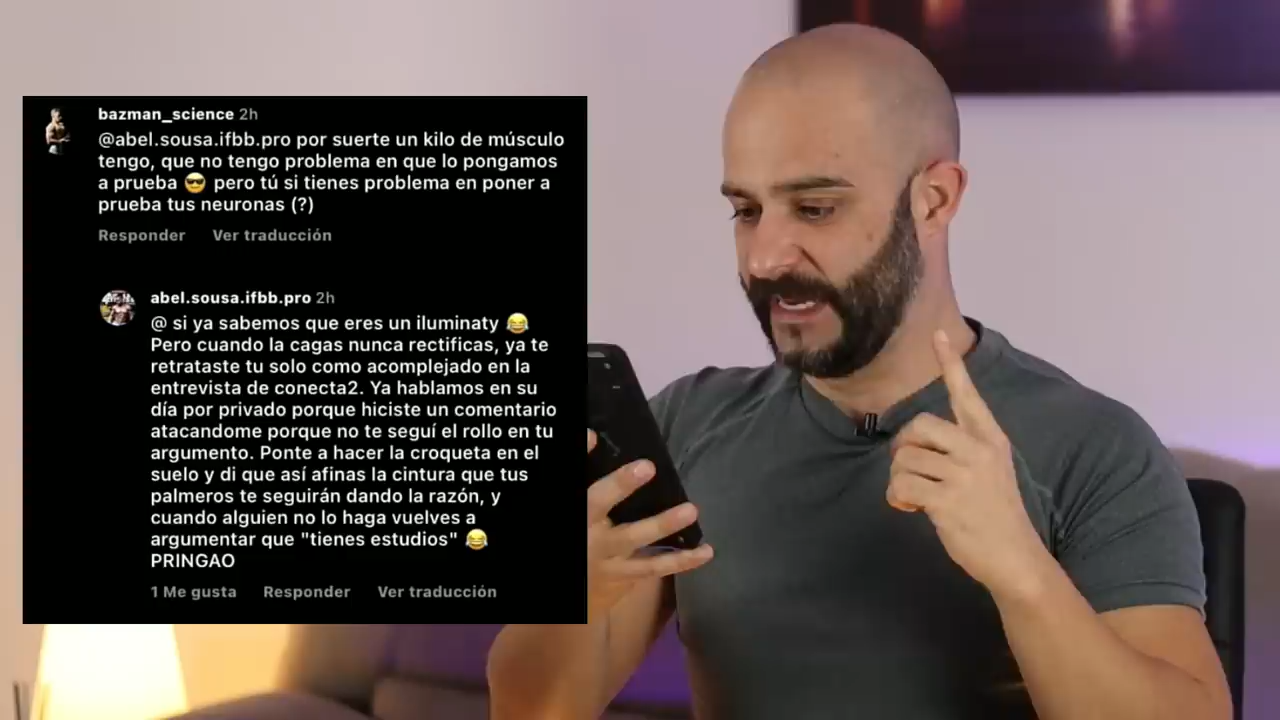 bazman_science 2h
@abel.sousa.ifbb.pro por suerte un kilo de músculo
tengo, que no tengo problema en que lo pongamos
a prueba 😎 pero tú si tienes problema en poner a
prueba tus neuronas (?)
Responder Ver traducción
abel.sousa.ifbb.pro 2h
@ si ya sabemos que eres un iluminaty 😂
Pero cuando la cagas nunca rectificas, ya te
retrataste tu solo como acomplejado en la
entrevista de conecta2. Ya hablamos en su
día por privado porque hiciste un comentario
atacandome porque no te seguí el rollo en tu
argumento. Ponte a hacer la croqueta en el
suelo y di que así afinas la cintura que tus
palmeros te seguirán dando la razón, y
cuando alguien no lo haga vuelves a
argumentar que "tienes estudios" 😂
PRINGAO
1 Me gusta Responder Ver traducción